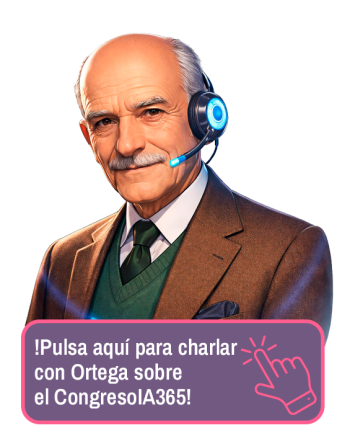 !Pulsa aquí para charlar
con Ortega sobre
el CongresoIA365!